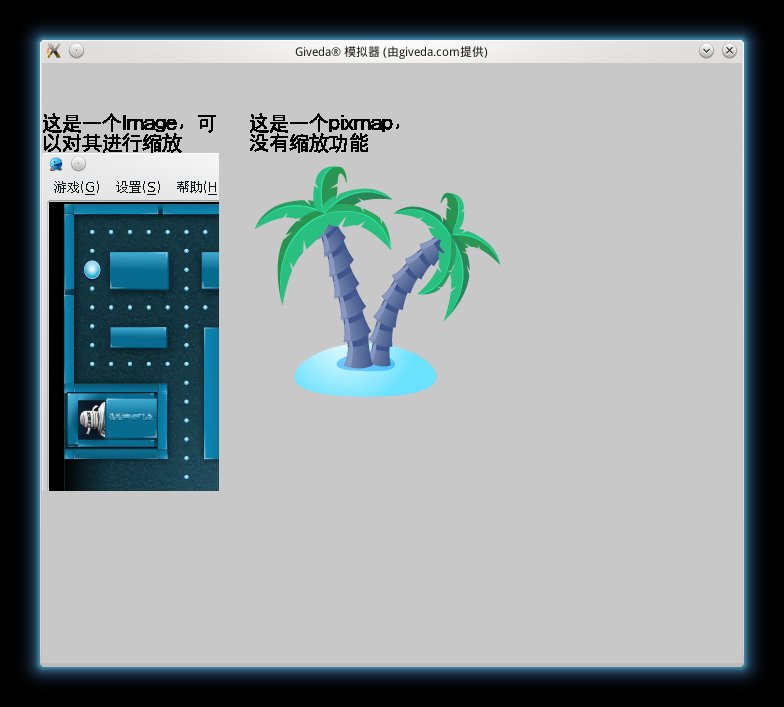 Giveda® 模拟器 (由giveda.com提供)
这是一个Image，可
以对其进行缩放
这是一个pixmap，
没有缩放功能
游戏(G) 设置(S) 帮助(H